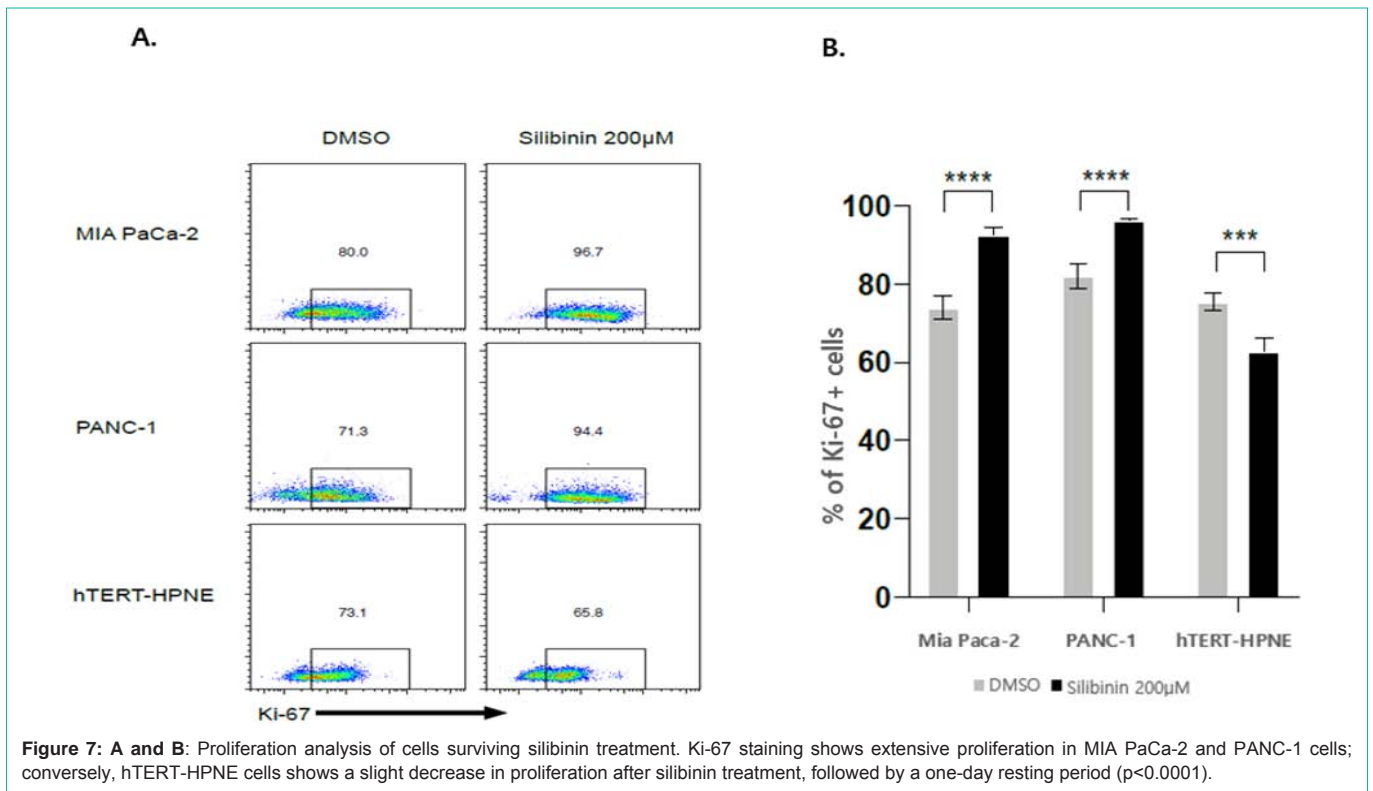 A.
DMSO Silibinin 200µM
MIA PaCa-2
80.0 96.7
PANC-1
71.3 94.4
hTERT-HPNE
73.1 65.8
Ki-67
B.
% of Ki-67+ cells
100
80
60
40
20
0
**** **** ***
Mia Paca-2 PANC-1 hTERT-HPNE
DMSO Silibinin 200µM
Figure 7: A and B: Proliferation analysis of cells surviving silibinin treatment. Ki-67 staining shows extensive proliferation in MIA PaCa-2 and PANC-1 cells;
conversely, hTERT-HPNE cells shows a slight decrease in proliferation after silibinin treatment, followed by a one-day resting period (p<0.0001).